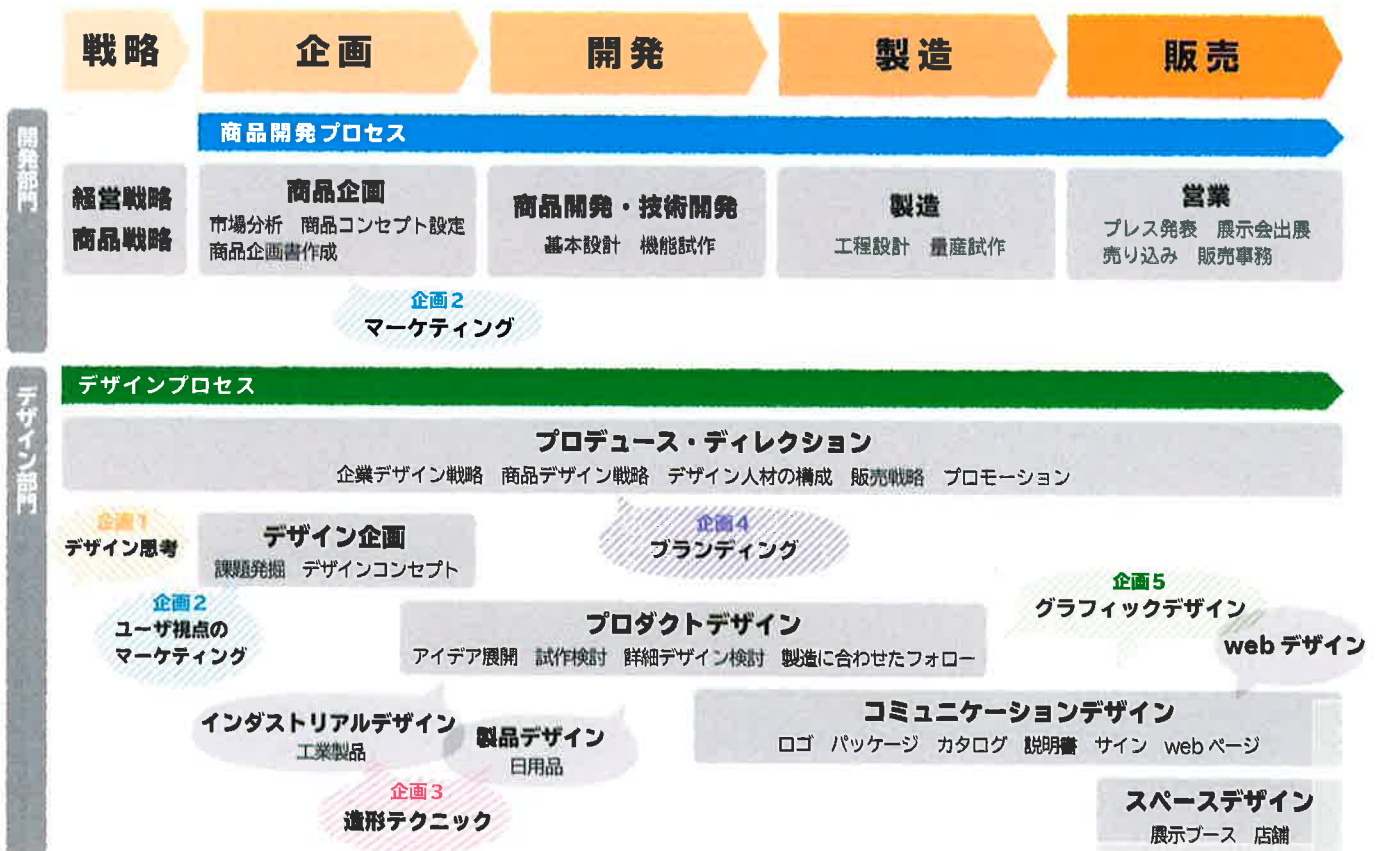 戦略
企画
開発
製造
販売
開発部門
商品開発プロセス
経営戦略
商品戦略
商品企画
市場分析 商品コンセプト設定
商品企画書作成
商品開発・技術開発
基本設計 機能試作
製造
工程設計 量産試作
営業
プレス発表 展示会出展
売り込み 販売事務
企画2
マーケティング
デザイン部門
デザインプロセス
プロデュース・ディレクション
企業デザイン戦略 商品デザイン戦略 デザイン人材の構成 販売戦略 プロモーション
企画1
デザイン思考
デザイン企画
課題発掘 デザインコンセプト
企画4
ブランディング
企画2
ユーザ視点の
マーケティング
プロダクトデザイン
アイデア展開 試作検討 詳細デザイン検討 製造に合わせたフォロー
企画5
グラフィックデザイン
webデザイン
インダストリアルデザイン
工業製品
製品デザイン
日用品
コミュニケーションデザイン
ロゴ パッケージ カタログ 説明書 サイン webページ
企画3
造形テクニック
スペースデザイン
展示ブース 店舗